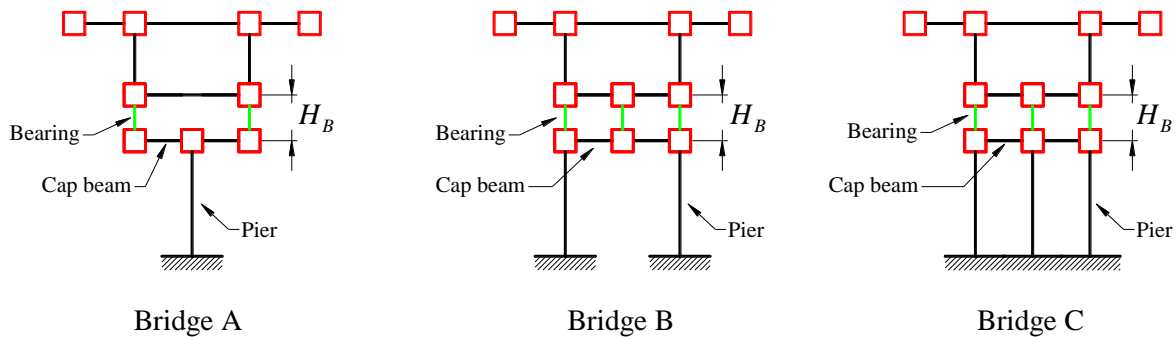 Bearing
H_B
Cap beam
Pier
Bridge A
Bearing
H_B
Cap beam
Pier
Bridge B
Bearing
H_B
Cap beam
Pier
Bridge C